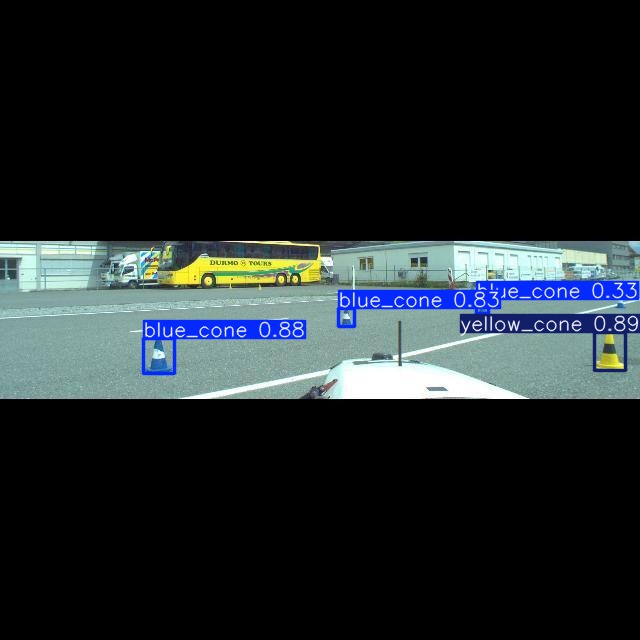 DURMO TOURS
blue_cone 0.33
blue_cone 0.83
yellow_cone 0.89
blue_cone 0.88